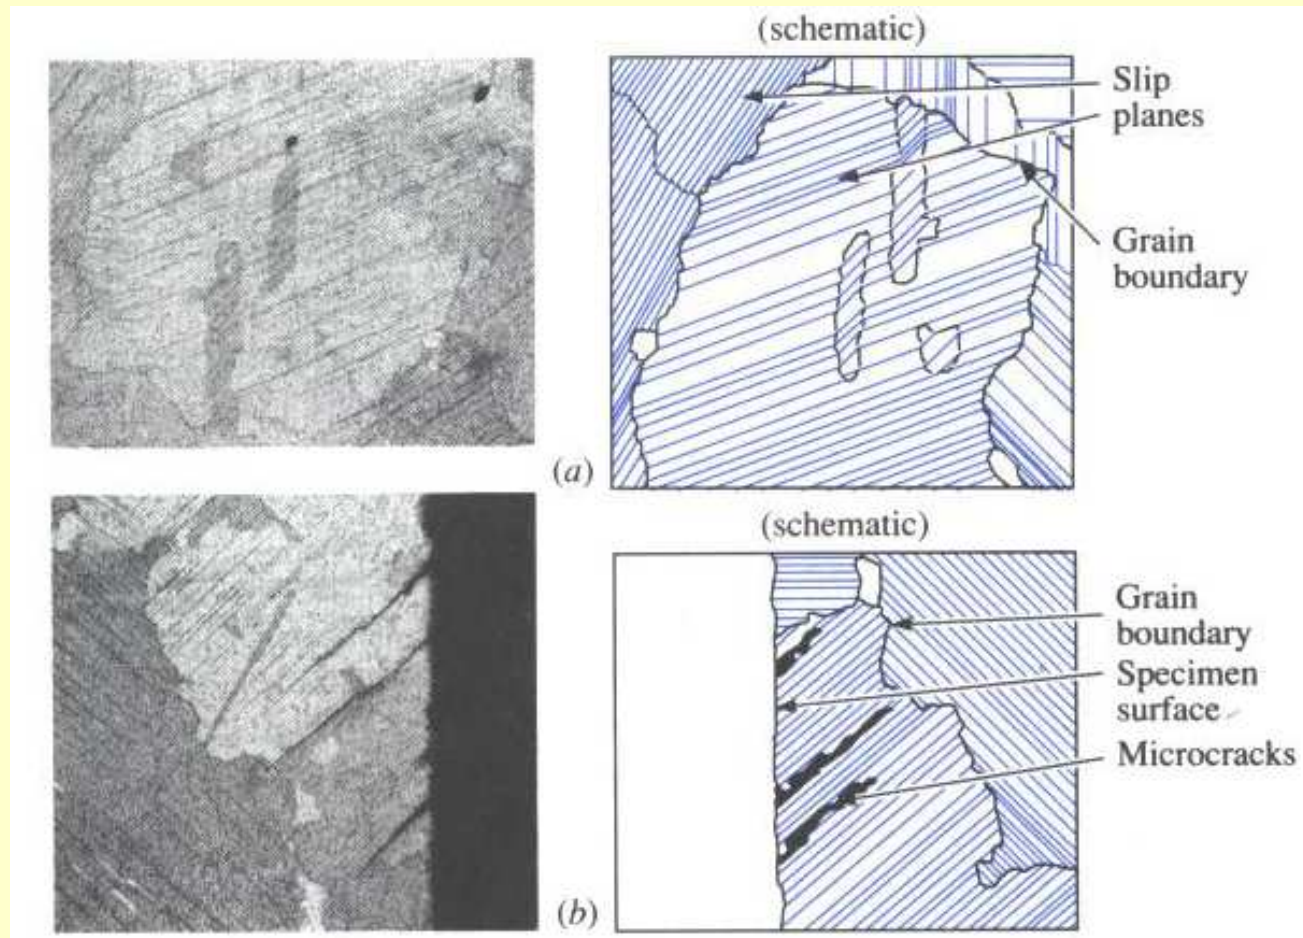 (schematic)
Slip
planes
Grain
boundary
(a)
(schematic)
Grain
boundary
Specimen
surface
Microcracks
(b)